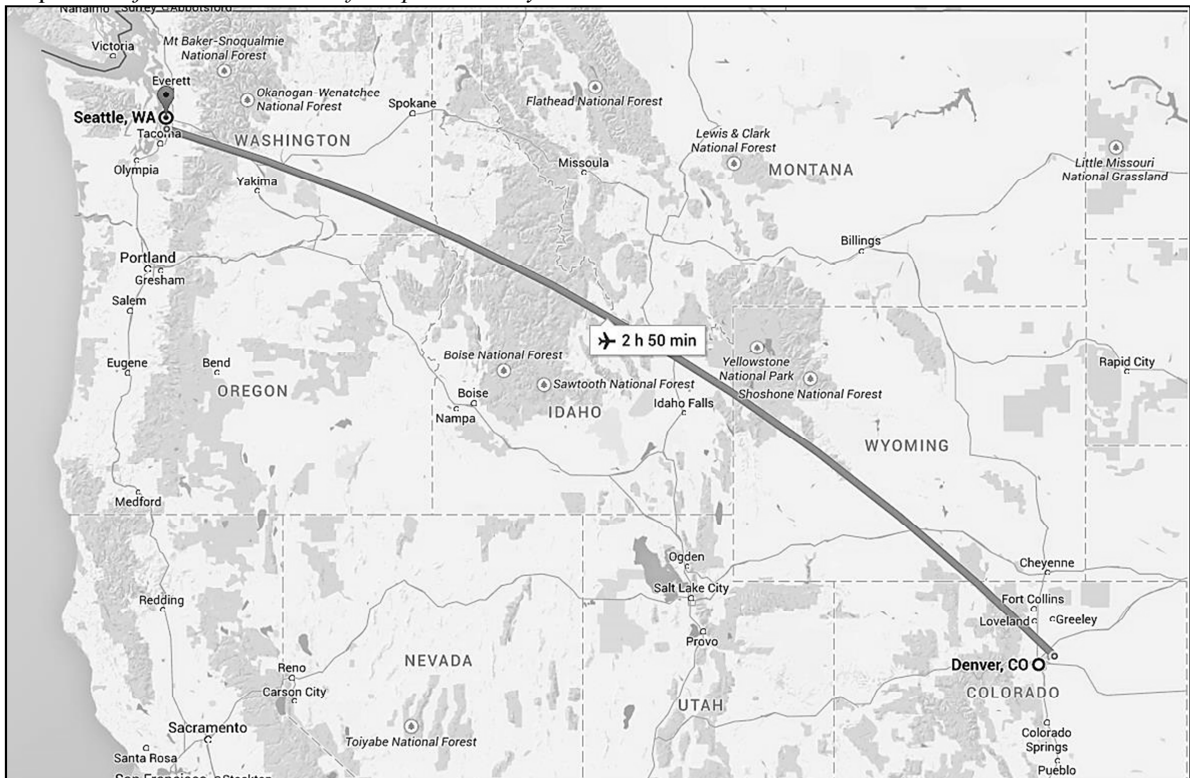 Victoria
Mt Baker-Snoqualmie
National Forest
Everett
Okanogan-Wenatchee
National Forest
Spokane
Flathead National Forest
Seattle, WA
Tacoma
WASHINGTON
Lewis & Clark
National Forest
Olympia
Missoula
MONTANA
Little Missouri
National Grassland
Yakima
Billings
Portland
Gresham
Salem
2 h 50 min
Eugene
Bend
Boise National Forest
Yellowstone
National Park
Rapid City
OREGON
Sawtooth National Forest
Shoshone National Forest
Boise
Nampa
IDAHO
Idaho Falls
WYOMING
Medford
Ogden
Cheyenne
Salt Lake City
Redding
Fort Collins
Loveland
Greeley
Provo
Reno
NEVADA
Denver, CO
Carson City
COLORADO
UTAH
Sacramento
Toiyabe National Forest
Colorado
Springs
Santa Rosa
Pueblo